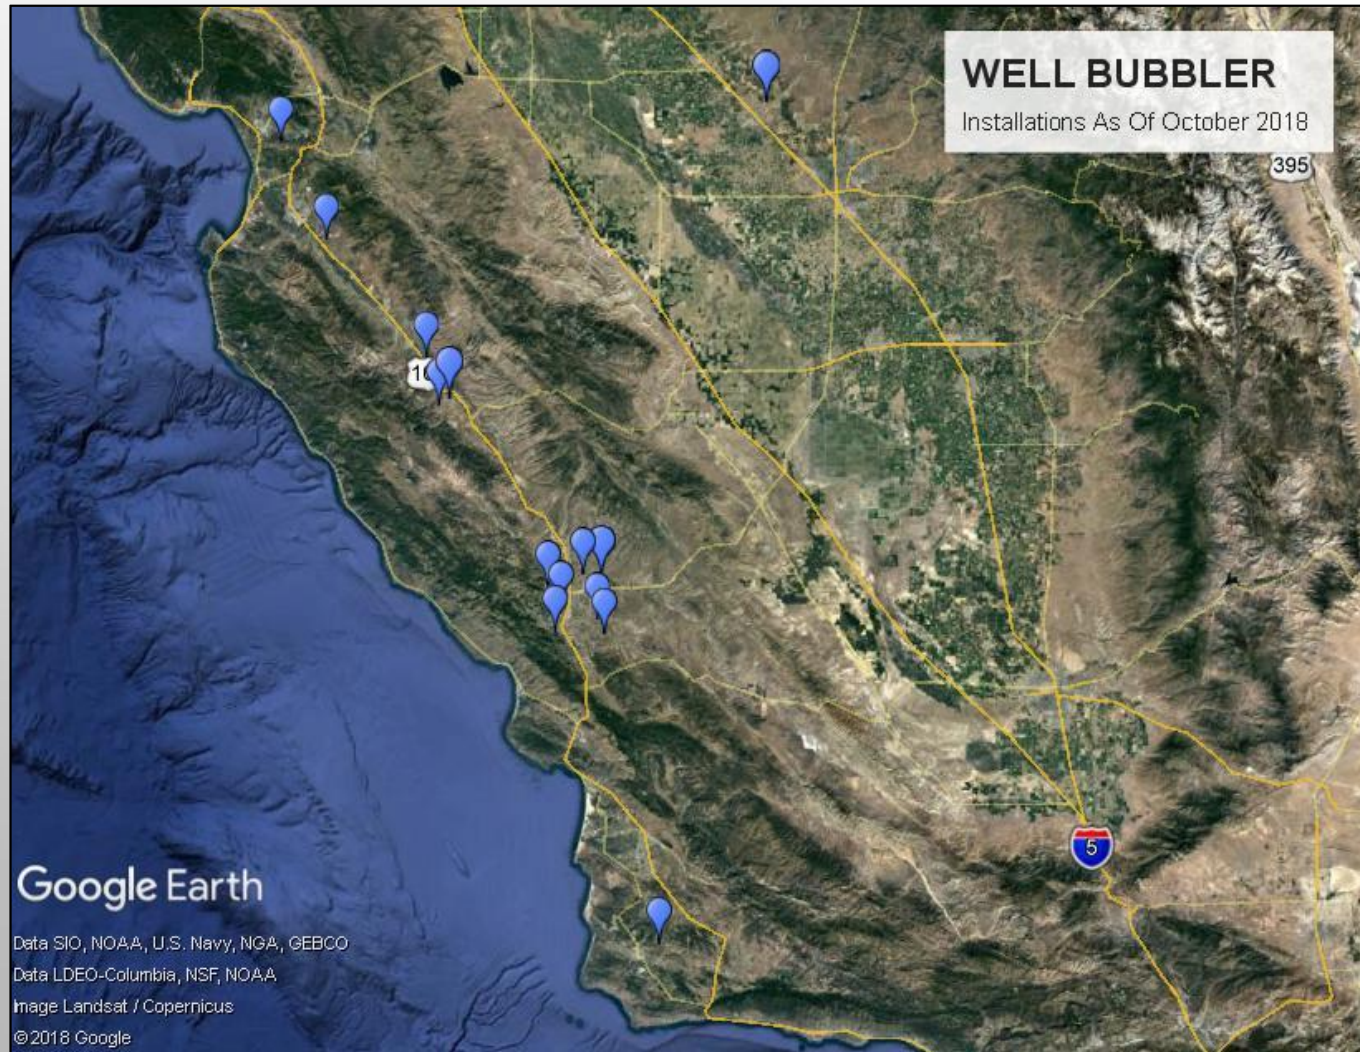 WELL BUBBLER
Installations As Of October 2018
395
5
Google Earth
Data SIO, NOAA, U.S. Navy, NGA, GEBCO
Data LDEO-Columbia, NSF, NOAA
Image Landsat / Copernicus
©2018 Google